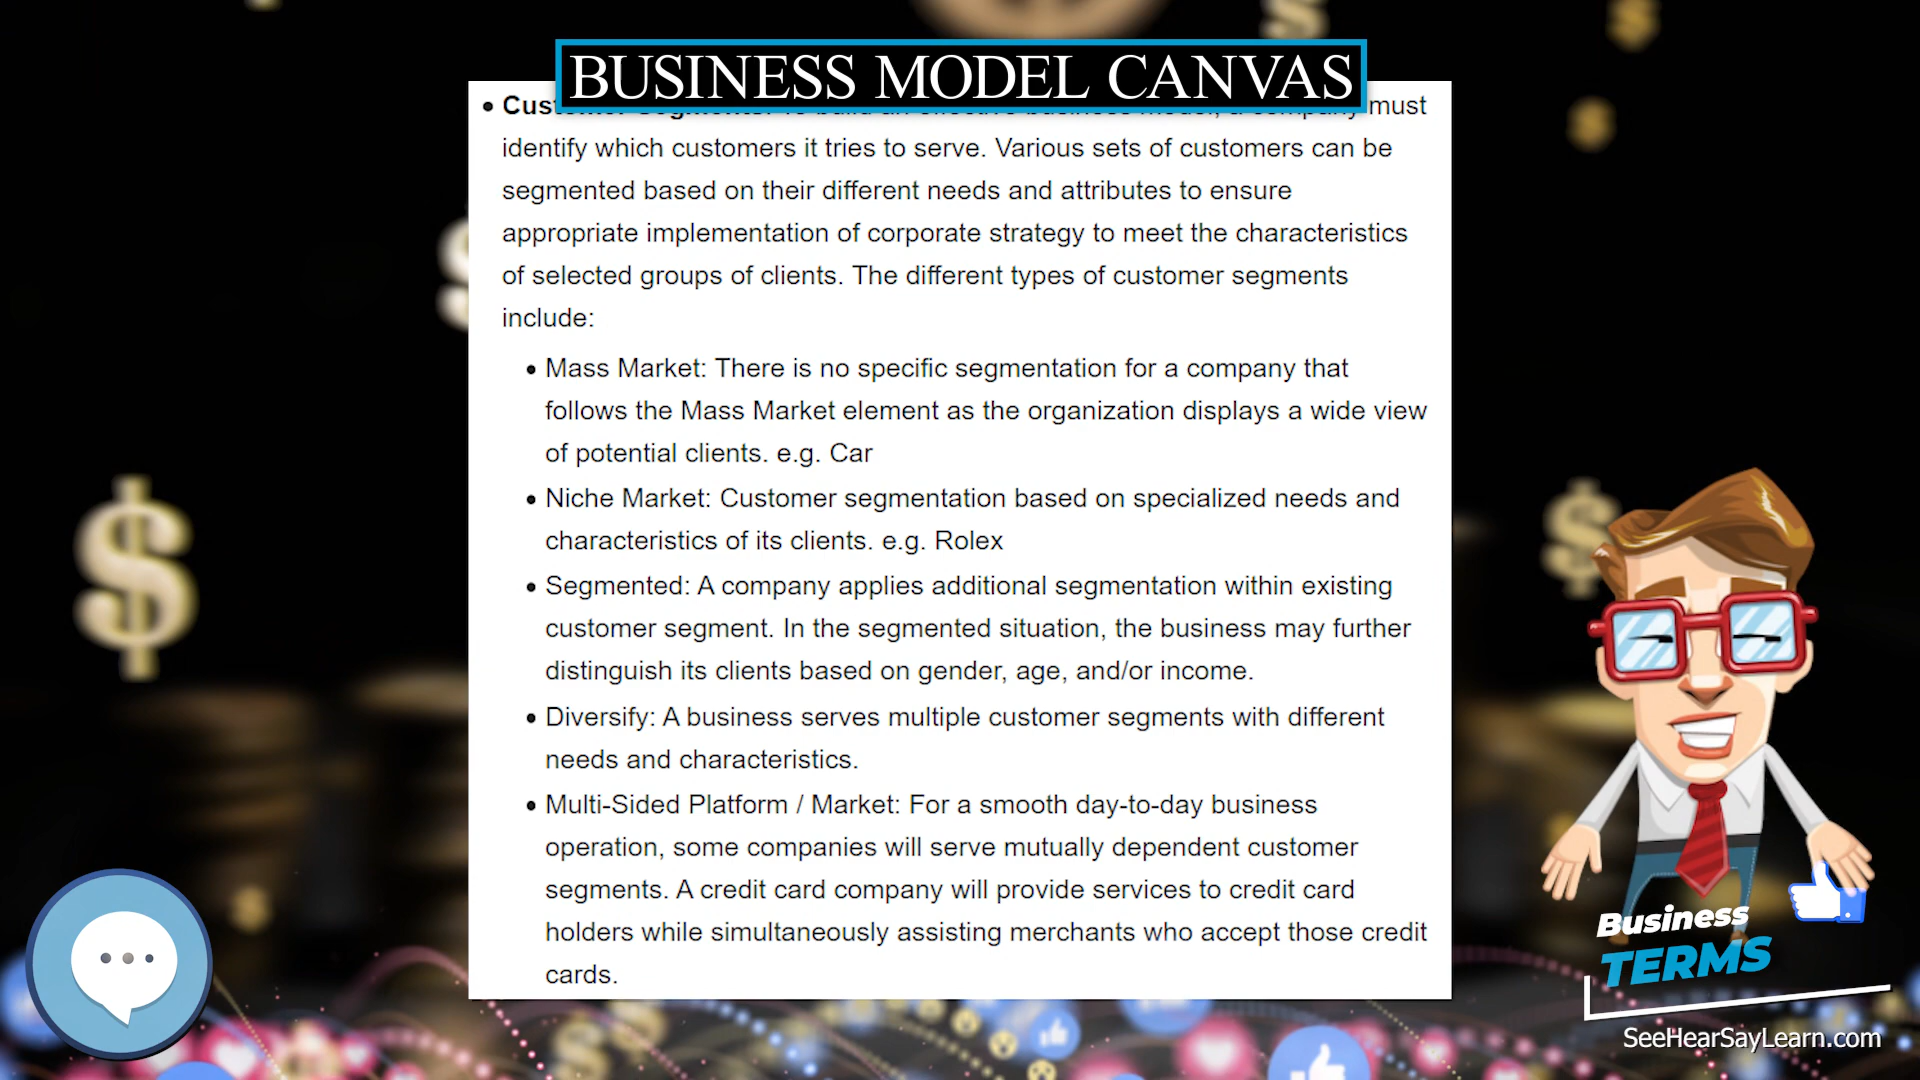 BUSINESS MODEL CANVAS
must
identify which customers it tries to serve. Various sets of customers can be
segmented based on their different needs and attributes to ensure
appropriate implementation of corporate strategy to meet the characteristics
of selected groups of clients. The different types of customer segments
include:
Mass Market: There is no specific segmentation for a company that
follows the Mass Market element as the organization displays a wide view
of potential clients. e.g. Car
Niche Market: Customer segmentation based on specialized needs and
characteristics of its clients. e.g. Rolex
Segmented: A company applies additional segmentation within existing
customer segment. In the segmented situation, the business may further
distinguish its clients based on gender, age, and/or income.
Diversify: A business serves multiple customer segments with different
needs and characteristics.
Multi-Sided Platform / Market: For a smooth day-to-day business
operation, some companies will serve mutually dependent customer
segments. A credit card company will provide services to credit card
holders while simultaneously assisting merchants who accept those credit
cards.
Business
TERMS
SeeHearSayLearn.com